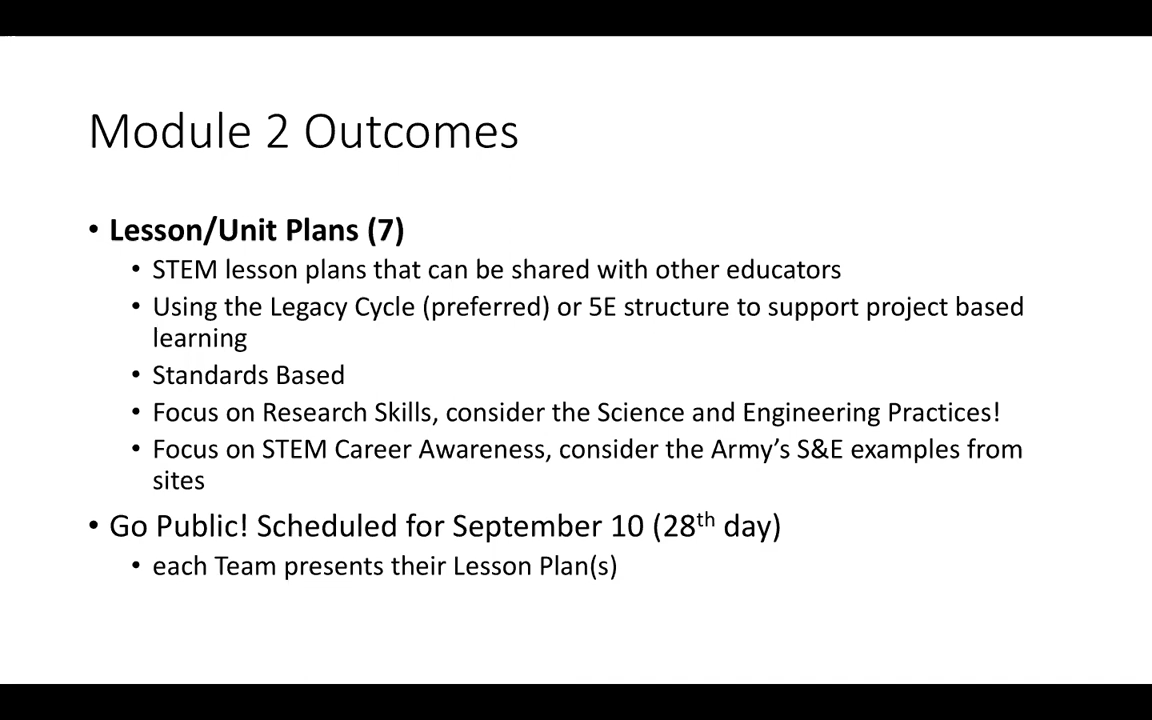 Module 2 Outcomes
• Lesson/Unit Plans (7)
• STEM lesson plans that can be shared with other educators
• Using the Legacy Cycle (preferred) or 5E structure to support project based
learning
• Standards Based
• Focus on Research Skills, consider the Science and Engineering Practices!
• Focus on STEM Career Awareness, consider the Army’s S&E examples from
sites
• Go Public! Scheduled for September 10 (28th day)
• each Team presents their Lesson Plan(s)